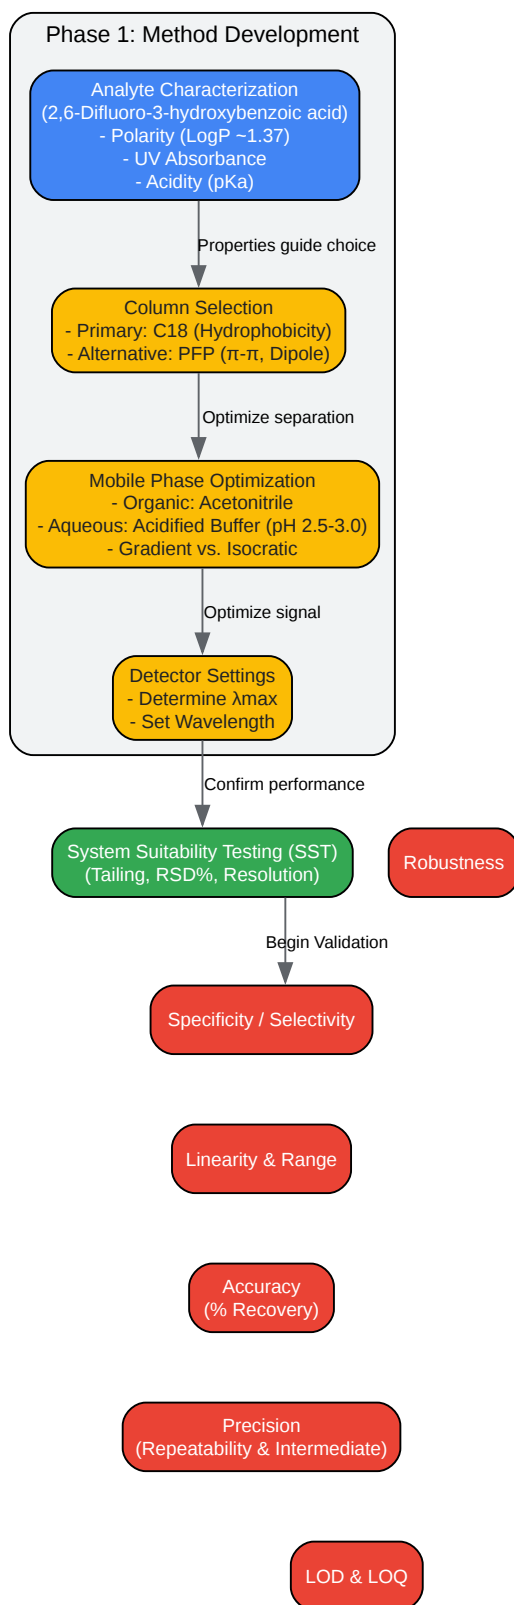 Phase 1: Method Development
Analyte Characterization
(2,6-Difluoro-3-hydroxybenzoic acid)
- Polarity (LogP ~1.37)
- UV Absorbance
- Acidity (pKa)
Properties guide choice
Column Selection
- Primary: C18 (Hydrophobicity)
- Alternative: PFP (π-π, Dipole)
Optimize separation
Mobile Phase Optimization
- Organic: Acetonitrile
- Aqueous: Acidified Buffer (pH 2.5-3.0)
- Gradient vs. Isocratic
Optimize signal
Detector Settings
- Determine λmax
- Set Wavelength
Confirm performance
System Suitability Testing (SST)
(Tailing, RSD%, Resolution)
Robustness
Begin Validation
Specificity / Selectivity
Linearity & Range
Accuracy
(% Recovery)
Precision
(Repeatability & Intermediate)
LOD & LOQ